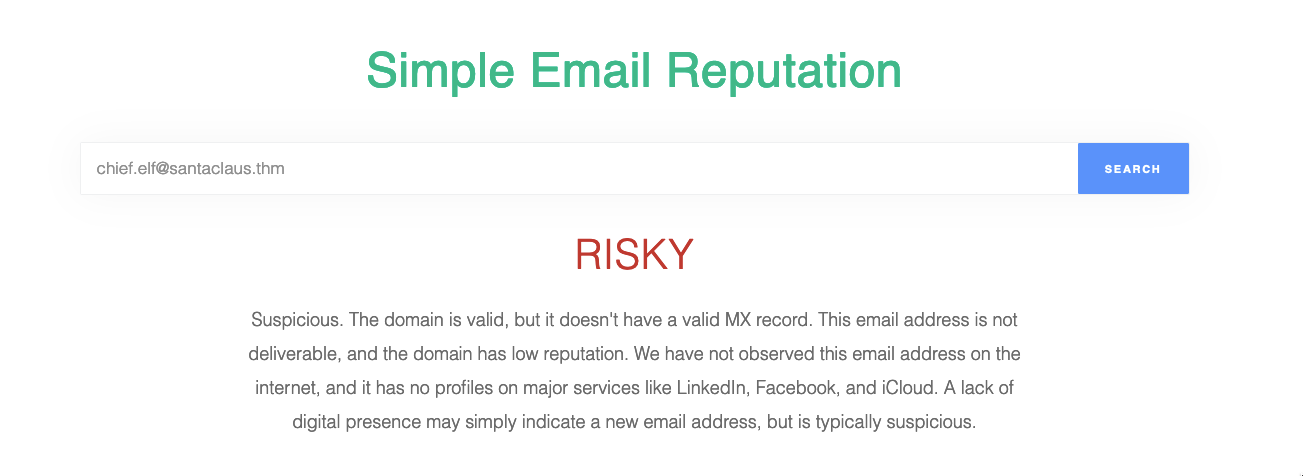 Simple Email Reputation
chief.elf@santaclaus.thm
SEARCH
RISKY
Suspicious. The domain is valid, but it doesn't have a valid MX record. This email address is not
deliverable, and the domain has low reputation. We have not observed this email address on the
internet, and it has no profiles on major services like LinkedIn, Facebook, and iCloud. A lack of
digital presence may simply indicate a new email address, but is typically suspicious.